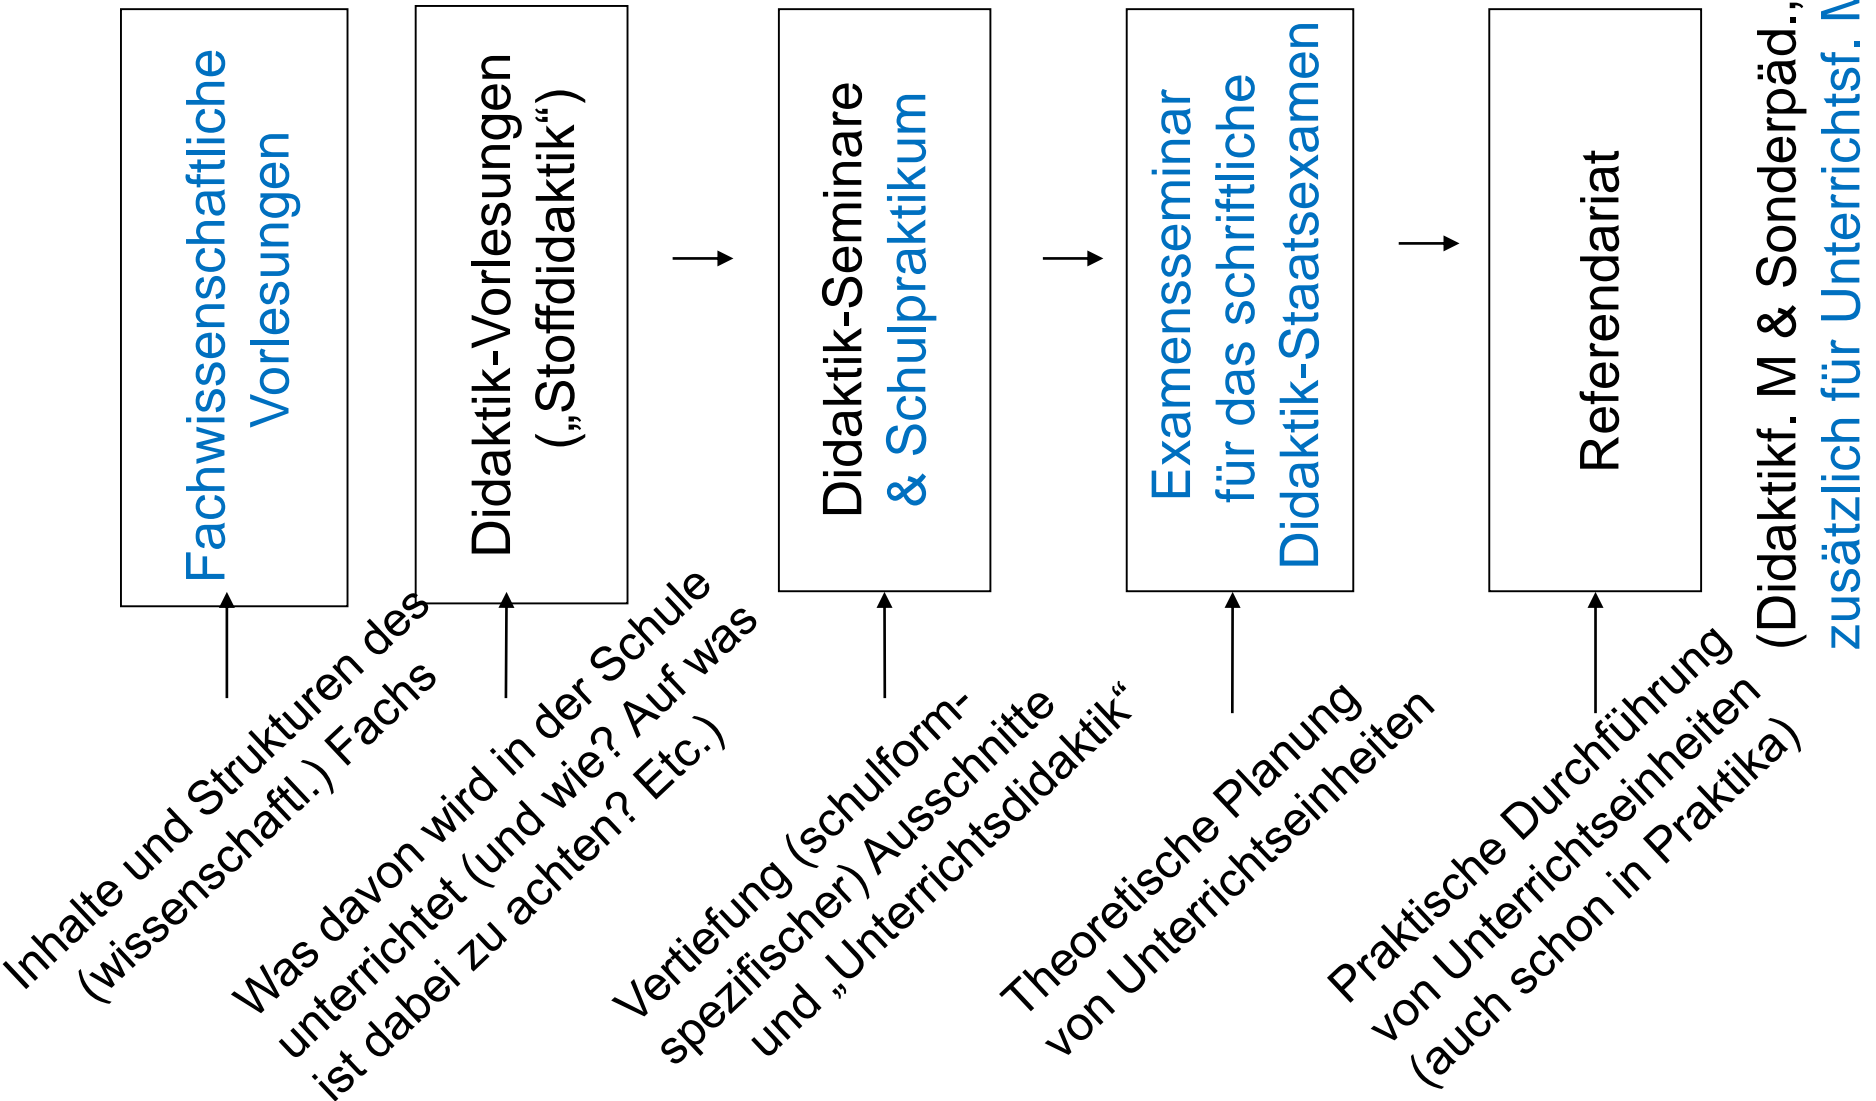 Fachwissenschaftliche
Vorlesungen
Didaktik-Vorlesungen
(„Stoffdidaktik“)
Didaktik-Seminare
& Schulpraktikum
Examensseminar
für das schriftliche
Didaktik-Staatsexamen
Referendariat
(Didaktikf. M & Sonderpäd.,
zusätzlich für Unterrichtsf.
Inhalte und Strukturen des
(wissenschaftl.) Fachs
Was davon wird in der Schule
unterrichtet (und wie? Auf was
ist dabei zu achten? Etc.)
Vertiefung (schulform-
spezifischer) Ausschnitte
und „Unterrichtsdidaktik“
Theoretische Planung
von Unterrichtseinheiten
Praktische Durchführung
von Unterrichtseinheiten
(auch schon in Praktika)